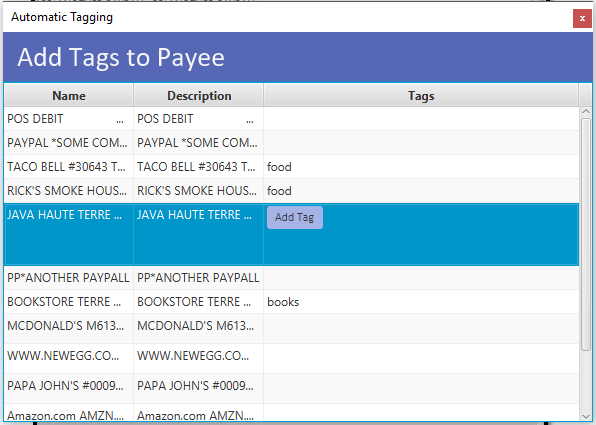 Automatic Tagging x
Add Tags to Payee
Name Description Tags
POS DEBIT ... POS DEBIT ...
PAYPAL *SOME COM... PAYPAL *SOME COM...
TACO BELL #30643 T... TACO BELL #30643 T... food
RICK'S SMOKE HOUS... RICK'S SMOKE HOUS... food
JAVA HAUTE TERRE ... JAVA HAUTE TERRE ... Add Tag
PP*ANOTHER PAYPALL PP*ANOTHER PAYPALL
BOOKSTORE TERRE ... BOOKSTORE TERRE ... books
MCDONALD'S M613... MCDONALD'S M613...
WWW.NEWEGG.CO... WWW.NEWEGG.CO...
PAPA JOHN'S #0009... PAPA JOHN'S #0009...
Amazon.com AMZN.... Amazon.com AMZN....